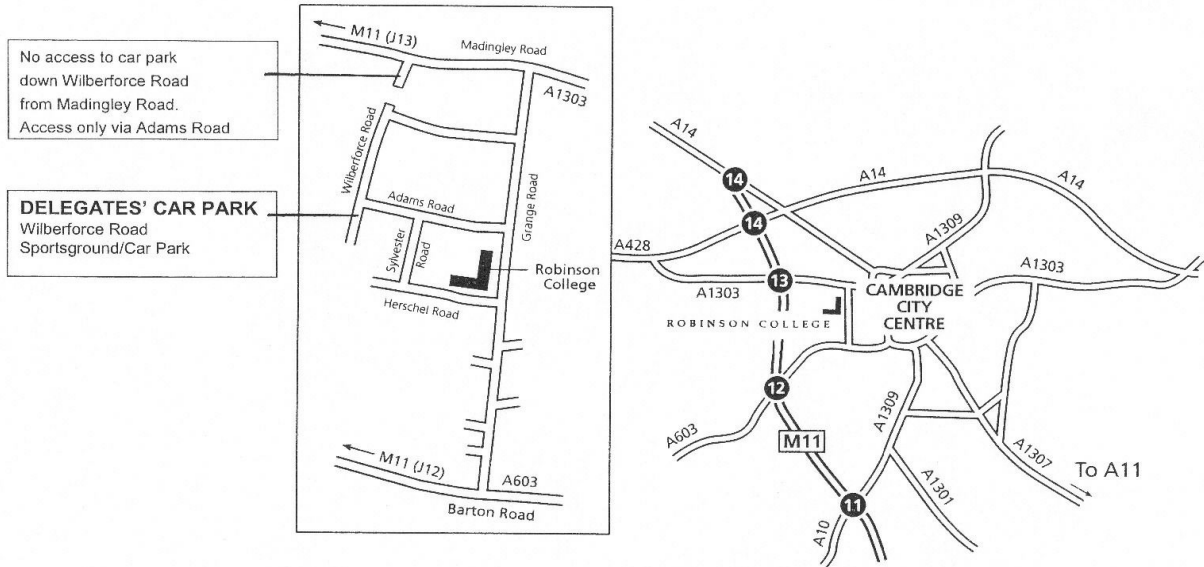 No access to car park
down Wilberforce Road
from Madingley Road.
Access only via Adams Road
DELEGATES' CAR PARK
Wilberforce Road
Sportsground/Car Park
M11 (J13)
Madingley Road
A1303
Wilberforce Road
Adams Road
Grange Road
Sylvester
Road
Robinson
College
Herschel Road
M11 (J12)
A603
Barton Road
A14
14
A14
A14
14
A428
A1309
13
A1303
A1303
CAMBRIDGE
CITY
CENTRE
ROBINSON COLLEGE
12
A603
M11
A1309
A1307
To A11
A1301
11
A10